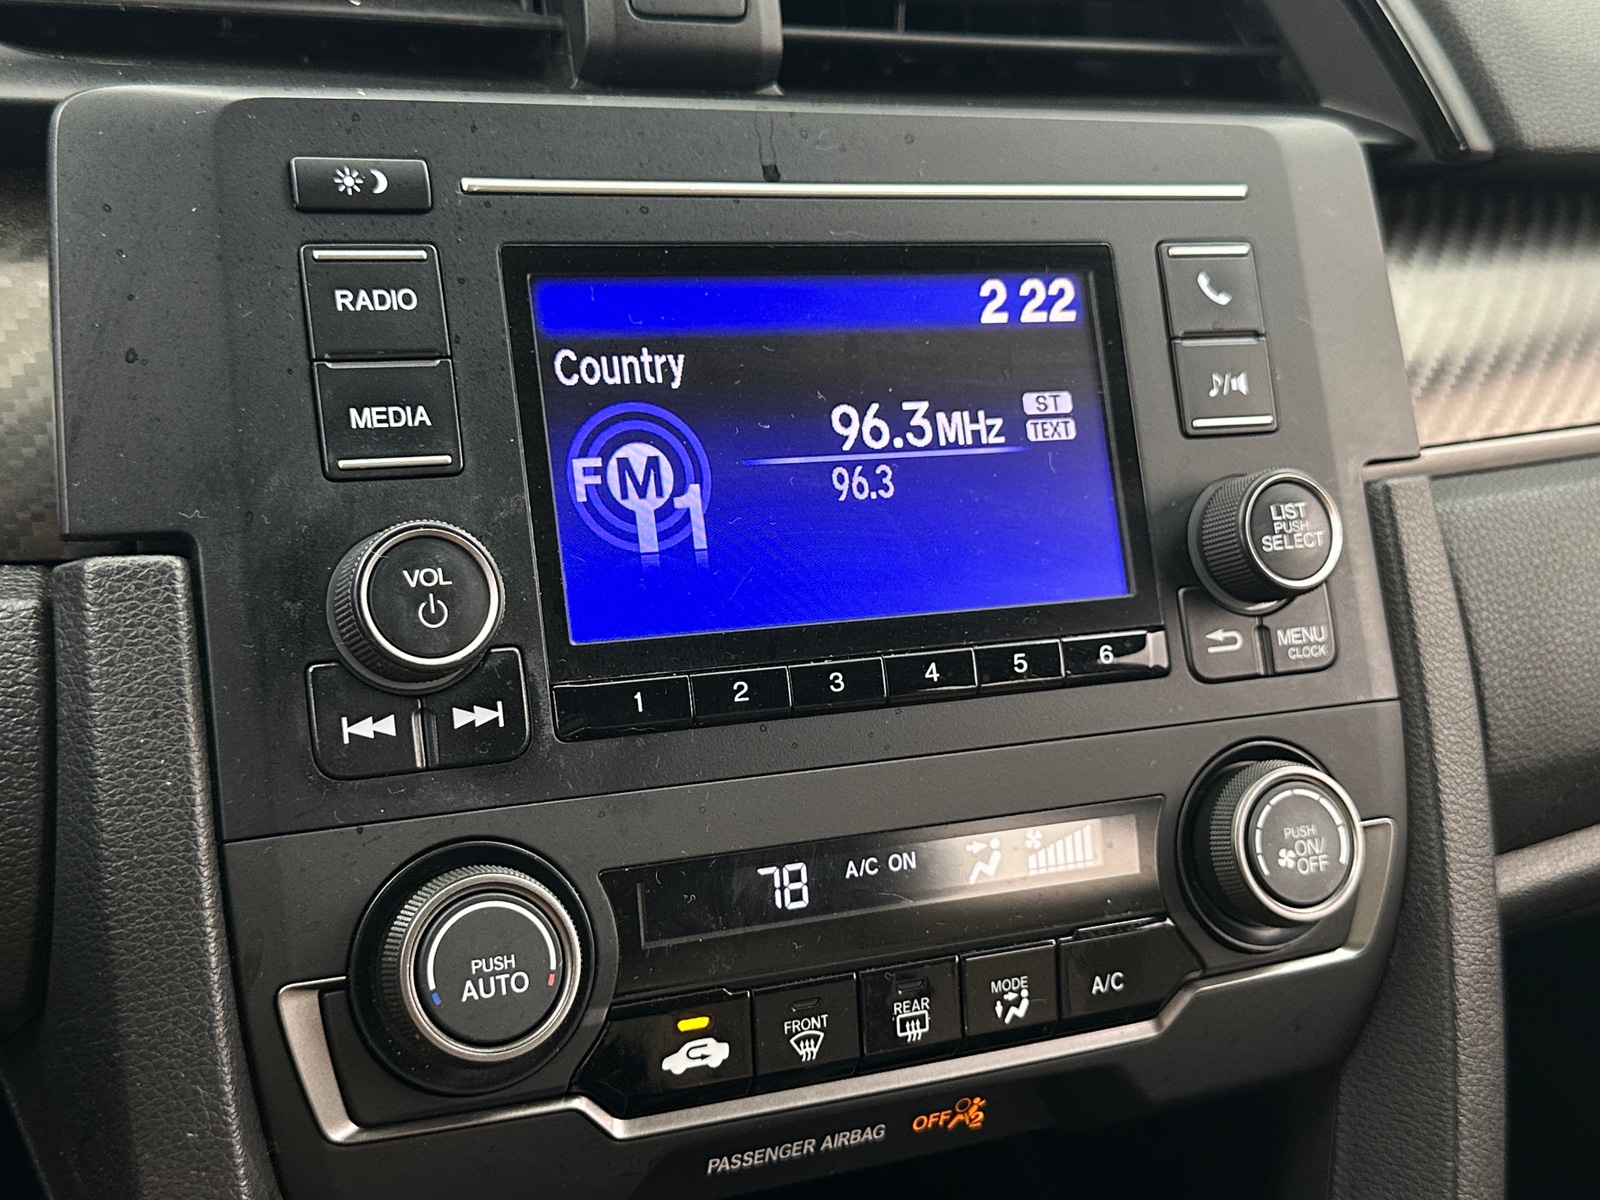 RADIO
MEDIA
VOL
2 22
Country
FM1
96.3MHz
96.3
ST
TEXT
LIST
PUSH
SELECT
MENU
CLOCK
1 2 3 4 5 6
78
A/C ON
PUSH
AUTO
PUSH
ON/
OFF
FRONT
REAR
MODE
A/C
PASSENGER AIRBAG
OFF 2